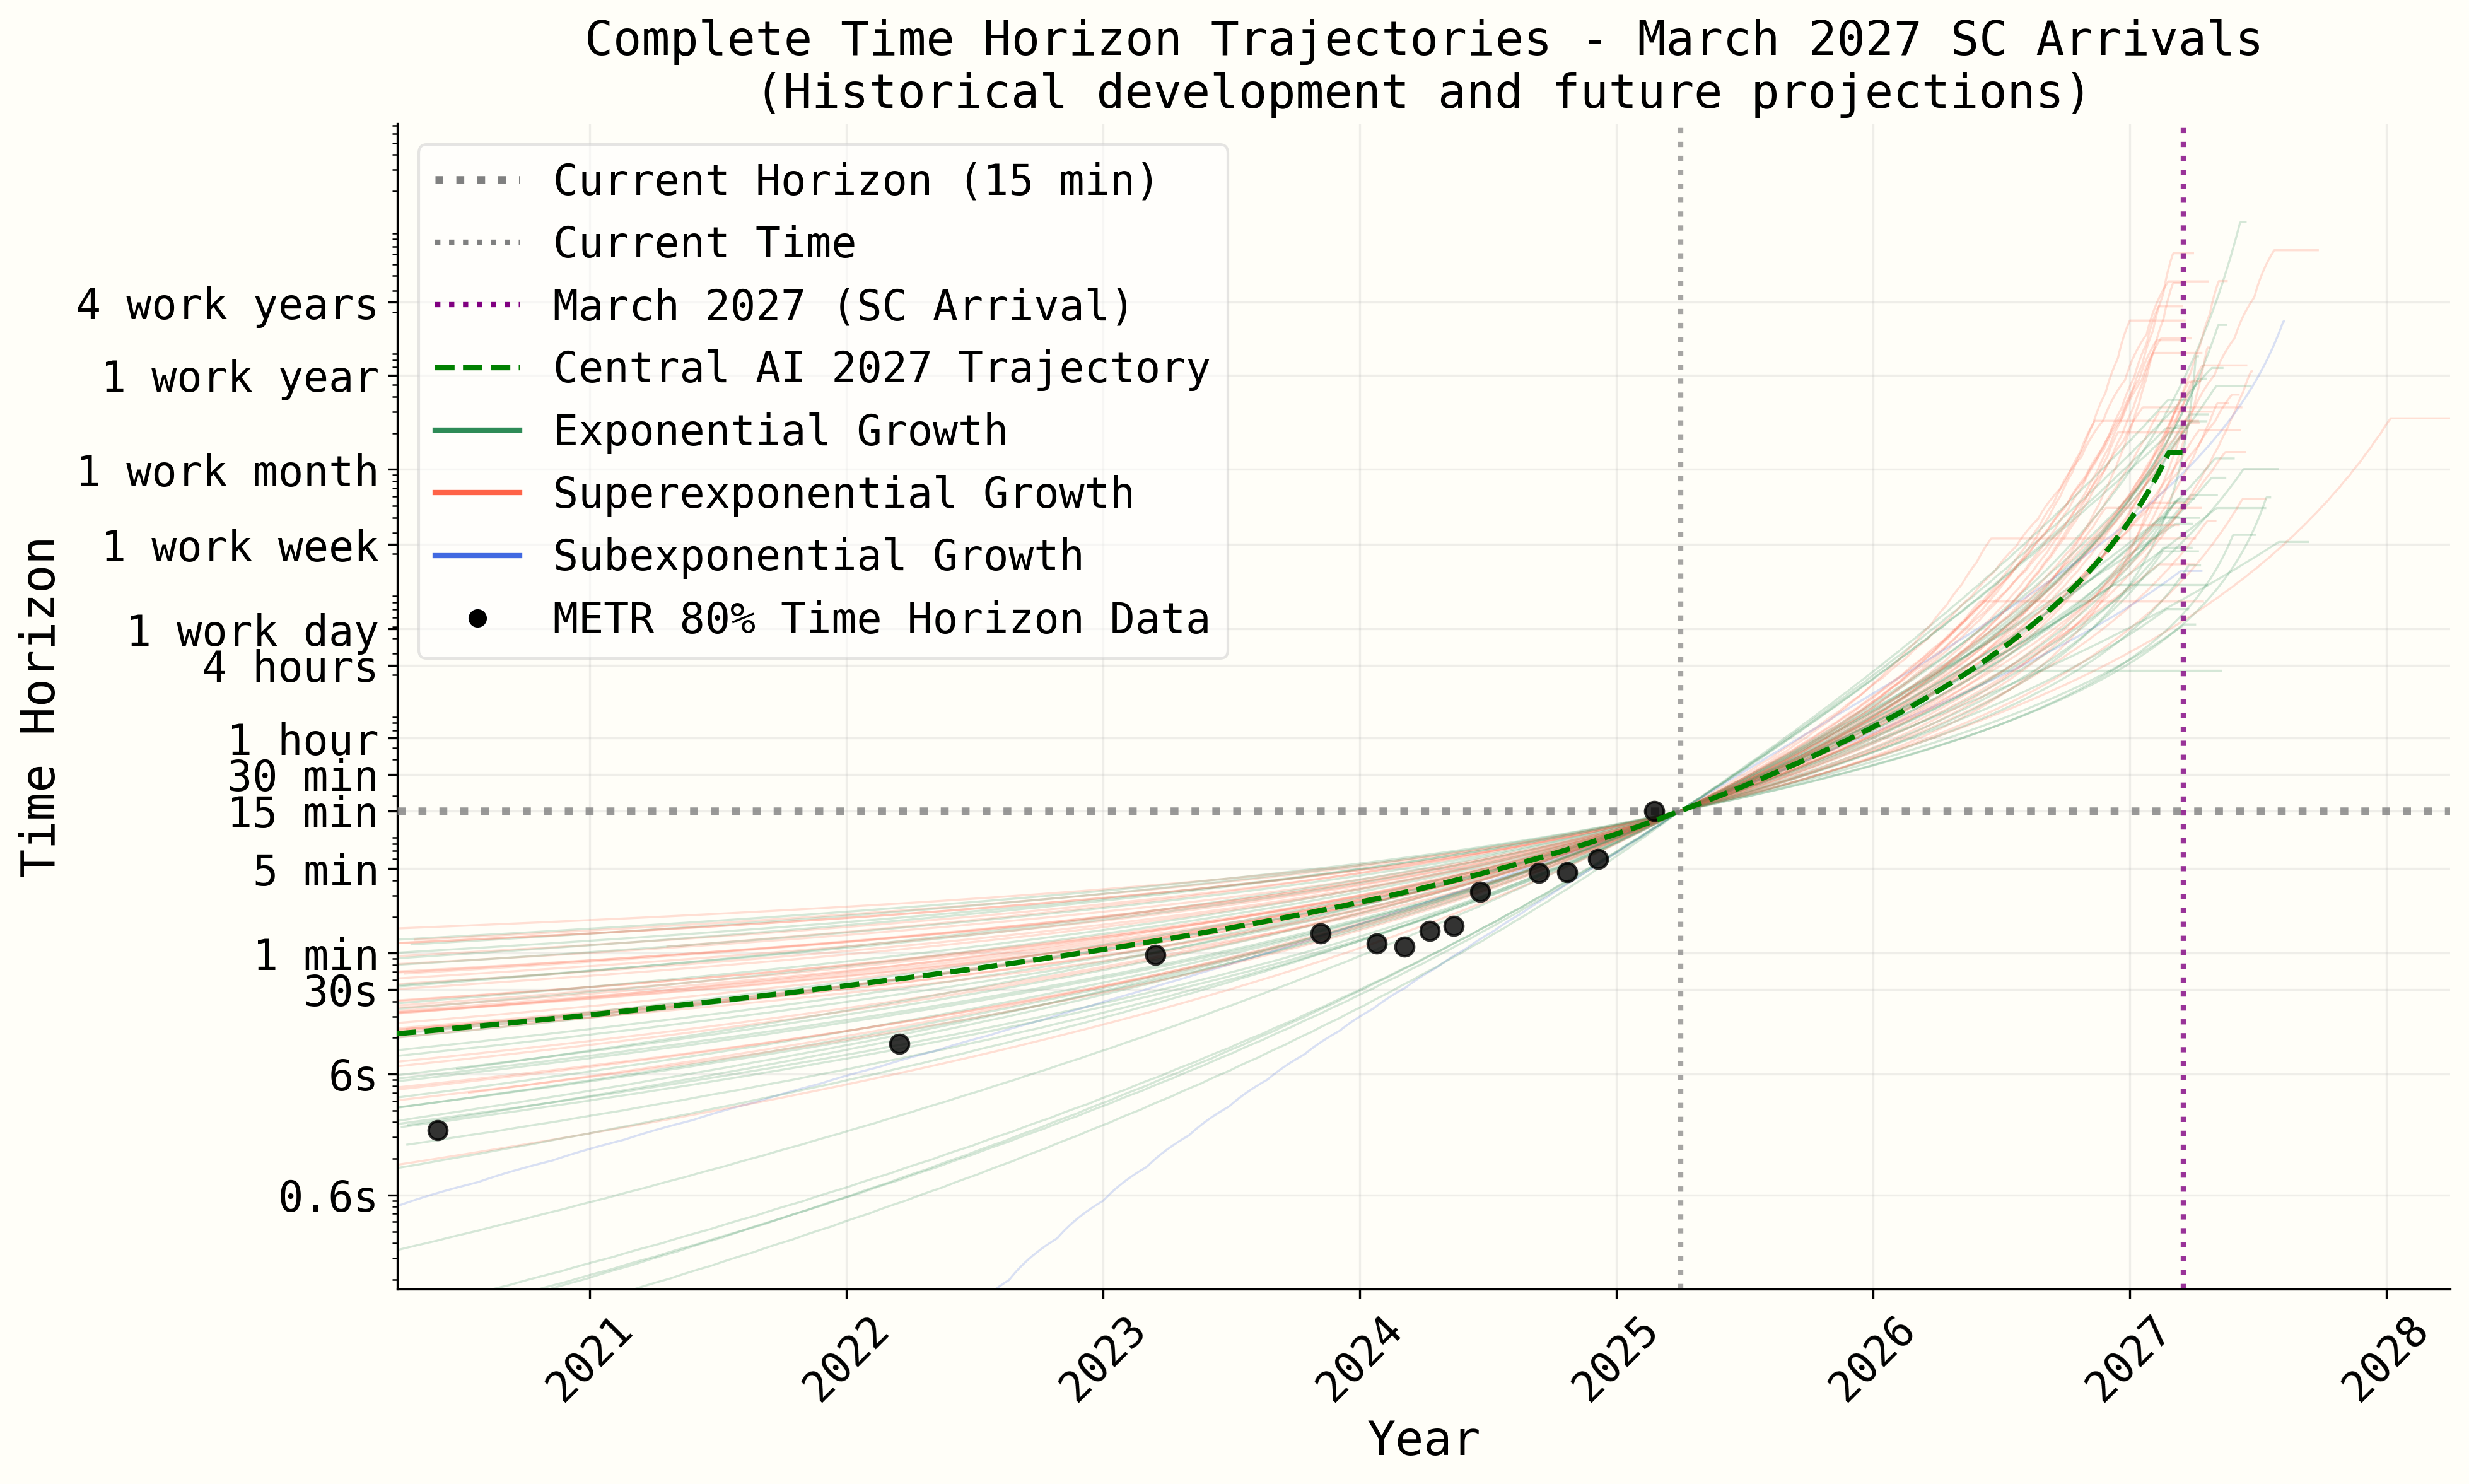 Complete Time Horizon Trajectories - March 2027 SC Arrivals
(Historical development and future projections)
Current Horizon (15 min)
Current Time
March 2027 (SC Arrival)
Central AI 2027 Trajectory
Exponential Growth
Superexponential Growth
Subexponential Growth
METR 80% Time Horizon Data
Time Horizon
4 work years
1 work year
1 work month
1 work week
1 work day
4 hours
1 hour
30 min
15 min
5 min
1 min
30s
6s
0.6s
2021 2022 2023 2024 2025 2026 2027 2028
Year